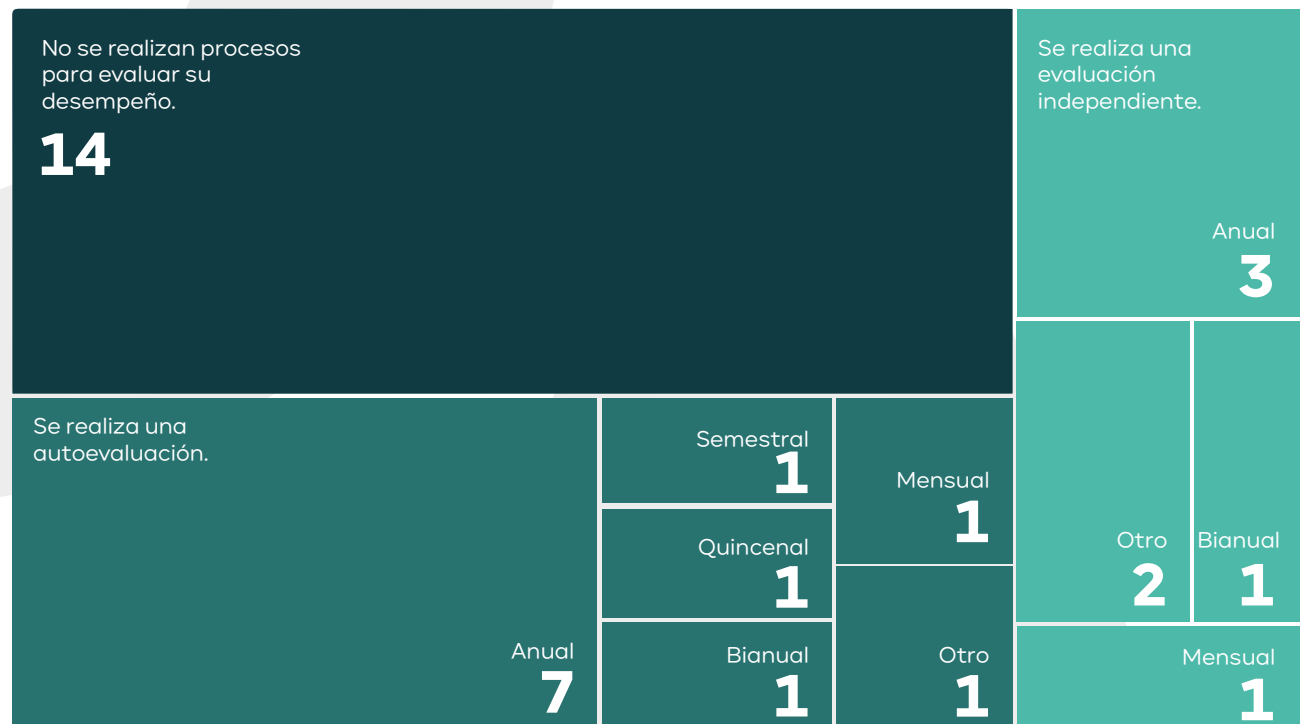 No se realizan procesos
para evaluar su
desempeño.
14
Se realiza una
evaluación
independiente.
Anual
3
Otro
2
Bianual
1
Mensual
1
Se realiza una
autoevaluación.
Anual
7
Semestral
1
Quincenal
1
Bianual
1
Mensual
1
Otro
1